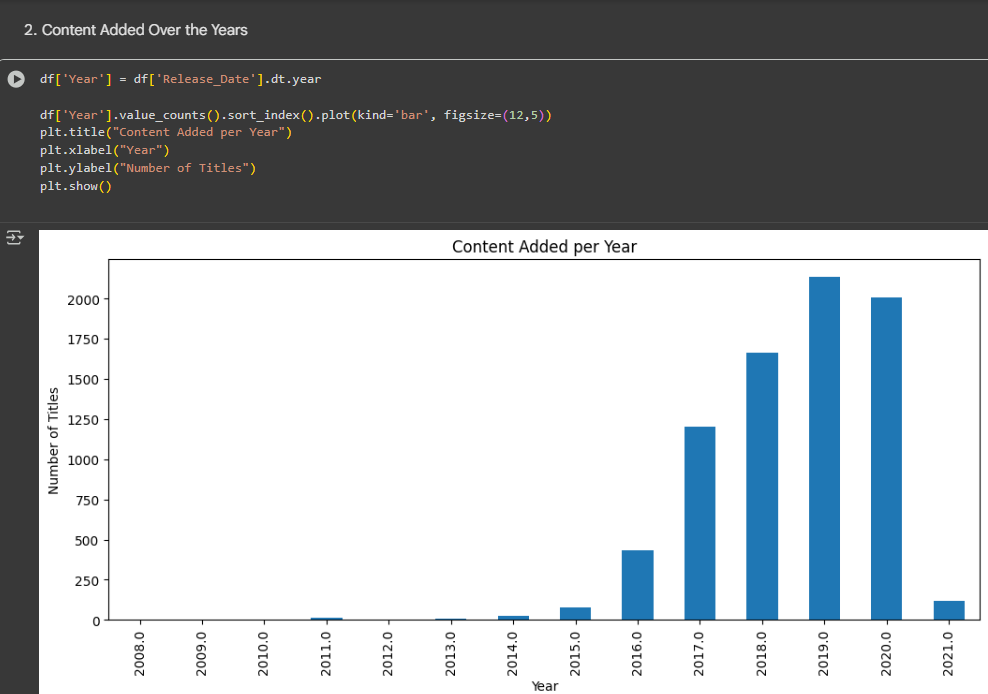 2. Content Added Over the Years
df['Year'] = df['Release_Date'].dt.year
df['Year'].value_counts().sort_index().plot(kind='bar', figsize=(12,5))
plt.title("Content Added per Year")
plt.xlabel("Year")
plt.ylabel("Number of Titles")
plt.show()
Content Added per Year
Number of Titles
2000
1750
1500
1250
1000
750
500
250
0
2008.0
2009.0
2010.0
2011.0
2012.0
2013.0
2014.0
2015.0
2016.0
2017.0
2018.0
2019.0
2020.0
2021.0
Year